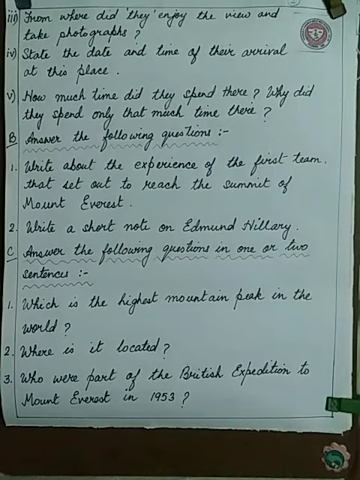 iii) From where did 'they' enjoy the view and
take photographs?
iv) State the date and time of their arrival
at this place.
v) How much time did they spend there? Why did
they spend only that much time there?
B Answer the following questions :-
1. Write about the experience of the first team
that set out to reach the summit of
Mount Everest.
2. Write a short note on Edmund Hillary.
C Answer the following questions in one or two
sentences :-
1. Which is the highest mountain peak in the
world?
2. Where is it located?
3. Who were part of the British Expedition to
Mount Everest in 1953?